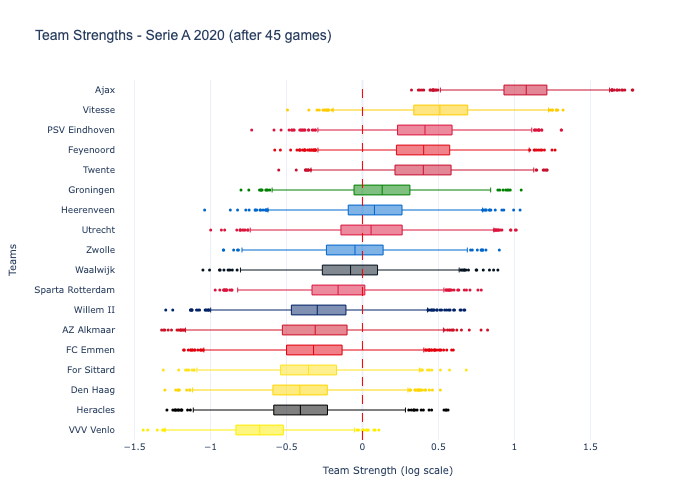 Team Strengths - Serie A 2020 (after 45 games)
Ajax
Vitesse
PSV Eindhoven
Feyenoord
Twente
Groningen
Heerenveen
Utrecht
Zwolle
Waalwijk
Sparta Rotterdam
Willem II
AZ Alkmaar
FC Emmen
For Sittard
Den Haag
Heracles
VVV Venlo
Teams
−1.5 −1 −0.5 0 0.5 1 1.5
Team Strength (log scale)